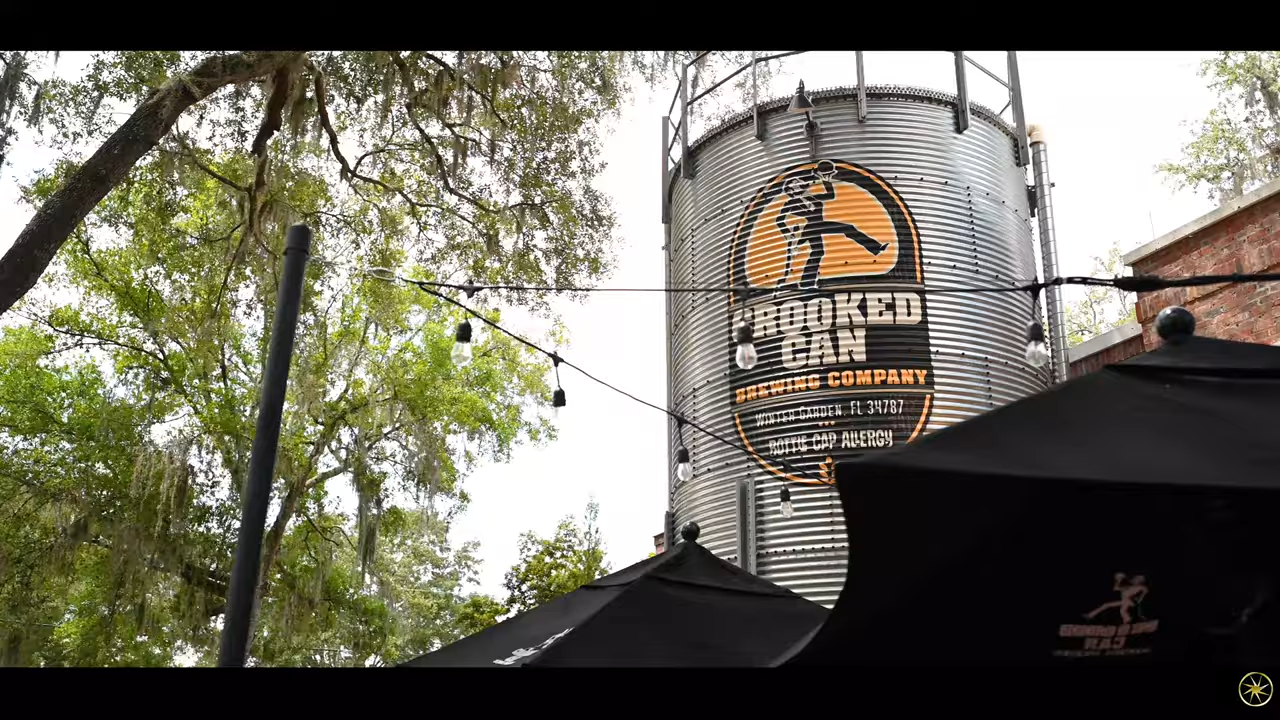 CROOKED
CAN
BREWING COMPANY
WINTER GARDEN, FL 34787
BOTTLE CAP ALLERGY